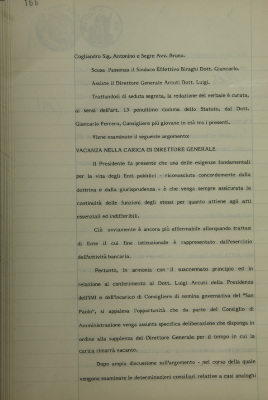 Cogliandro Sig. Antonino e Segre Avv. Bruno.
Scusa l'assenza il Sindaco Effettivo Biraghi Dott. Giancarlo.
Assiste il Direttore Generale Arcuti Dott. Luigi.
Trattandosi di seduta segreta, la redazione del verbale è curata,
ai sensi dell'art. 13 penultimo comma dello Statuto, dal Dott.
Giancarlo Ferrero, Consigliere più giovane in età tra i presenti.
Viene esaminato il seguente argomento:
VACANZA NELLA CARICA DI DIRETTORE GENERALE
Il Presidente fa presente che una delle esigenze fondamentali
per la vita degli Enti pubblici - riconosciuta concordemente dalla
dottrina e dalla giurisprudenza - è che venga sempre assicurata la
continuità delle funzioni degli stessi per quanto attiene agli atti
essenziali ed indifferibili.
Ciò ovviamente è ancora più affermabile allorquando trattasi
di Enti il cui fine istituzionale è rappresentato dall'esercizio
dell'attività bancaria.
Pertanto, in armonia con il succennato principio ed in
relazione al conferimento al Dott. Luigi Arcuti della Presidenza
dell'IMI e dell'incarico di Consigliere di nomina governativa del "San
Paolo", si appalesa l'opportunità che da parte del Consiglio di
Amministrazione venga assunta specifica deliberazione che disponga in
ordine alla supplenza del Direttore Generale per il tempo in cui la
carica rimarrà vacante.
Dopo ampia discussione sull'argomento - nel corso della quale
vengono esaminate le determinazioni consiliari relative a casi analoghi